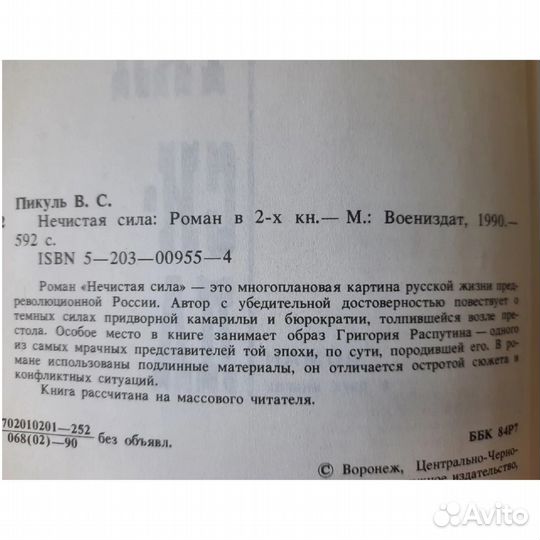 Пикуль В. С.
2 Нечистая сила: Роман в 2-х кн.— М.: Воениздат, 1990.—
592 с.
ISBN 5—203—00955—4
Роман «Нечистая сила» — это многоплановая картина русской жизни пред-
революционной России. Автор с убедительной достоверностью повествует о
темных силах придворной камарильи и бюрократии, толпившейся возле пре-
стола. Особое место в книге занимает образ Григория Распутина — одного
из самых мрачных представителей той эпохи, по сути, породившей его. В ро-
мане использованы подлинные материалы, он отличается остротой сюжета и
конфликтных ситуаций.
Книга рассчитана на массового читателя.
702010201—252
068(02)—90 без объявл.
ББК 84Р7
© Воронеж, Центрально-Черно-
жное издательство,
Avito